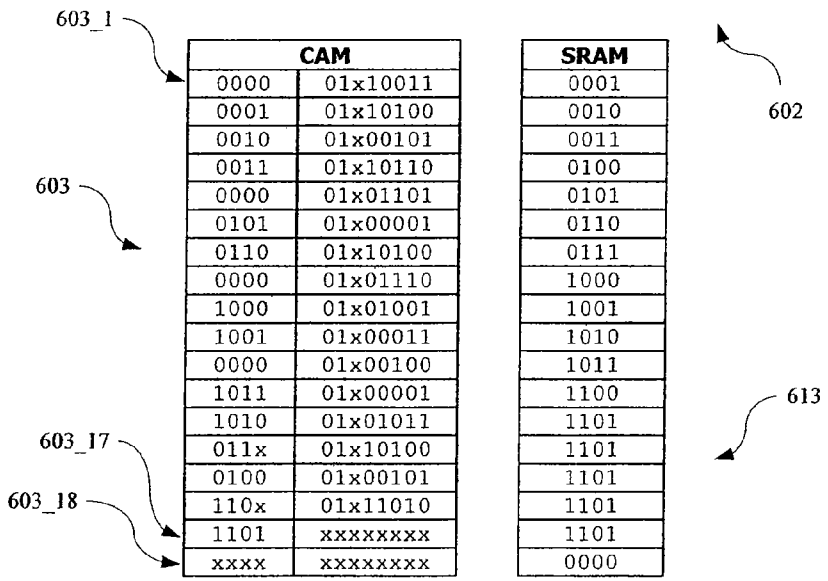 603_1
CAM SRAM
0000 01x10011 0001
0001 01x10100 0010
602
0010 01x00101 0011
0011 01x10110 0100
603
0000 01x01101 0101
0101 01x00001 0110
0110 01x10100 0111
0000 01x01110 1000
1000 01x01001 1001
1001 01x00011 1010
0000 01x00100 1011
1011 01x00001 1100
613
1010 01x01011 1101
603_17
011x 01x10100 1101
0100 01x00101 1101
603_18
110x 01x11010 1101
1101 xxxxxxxx 1101
xxxx xxxxxxxx 0000